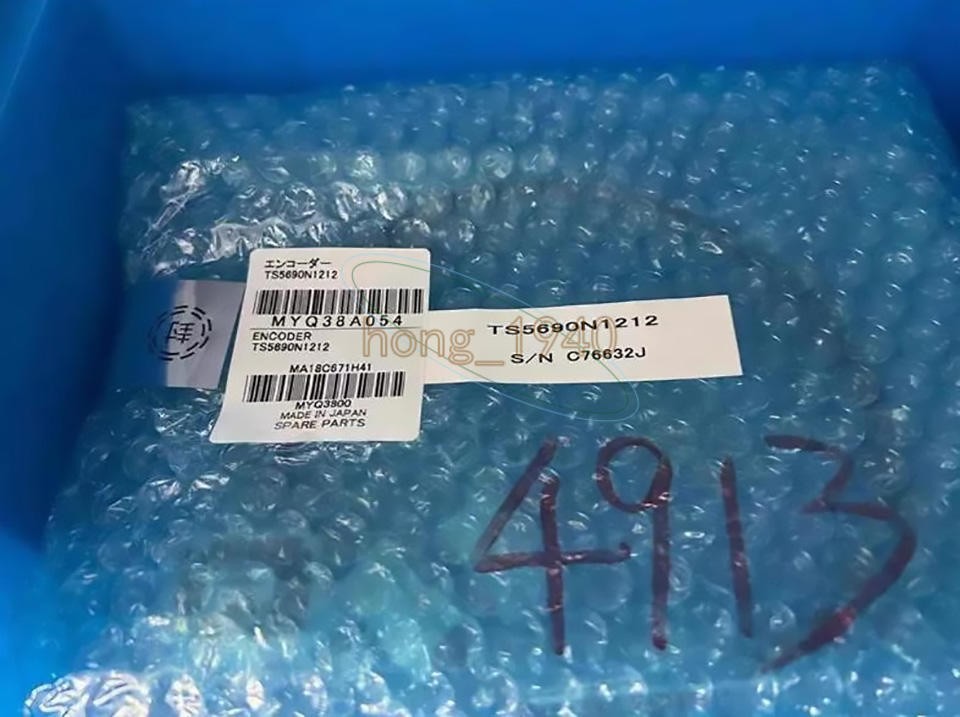 エンコーダー
TS5690N1212
MYQ38A054
ENCODER
TS5690N1212
MA18C671H41
MYQ3800
MADE IN JAPAN
SPARE PARTS
TS5690N1212
S/N C76632J
hong_1940
4913